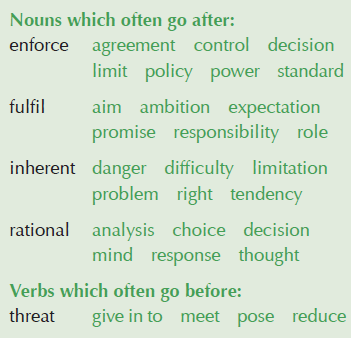 Nouns which often go after:
enforce agreement control decision
limit policy power standard
fulfil aim ambition expectation
promise responsibility role
inherent danger difficulty limitation
problem right tendency
rational analysis choice decision
mind response thought
Verbs which often go before:
threat give in to meet pose reduce